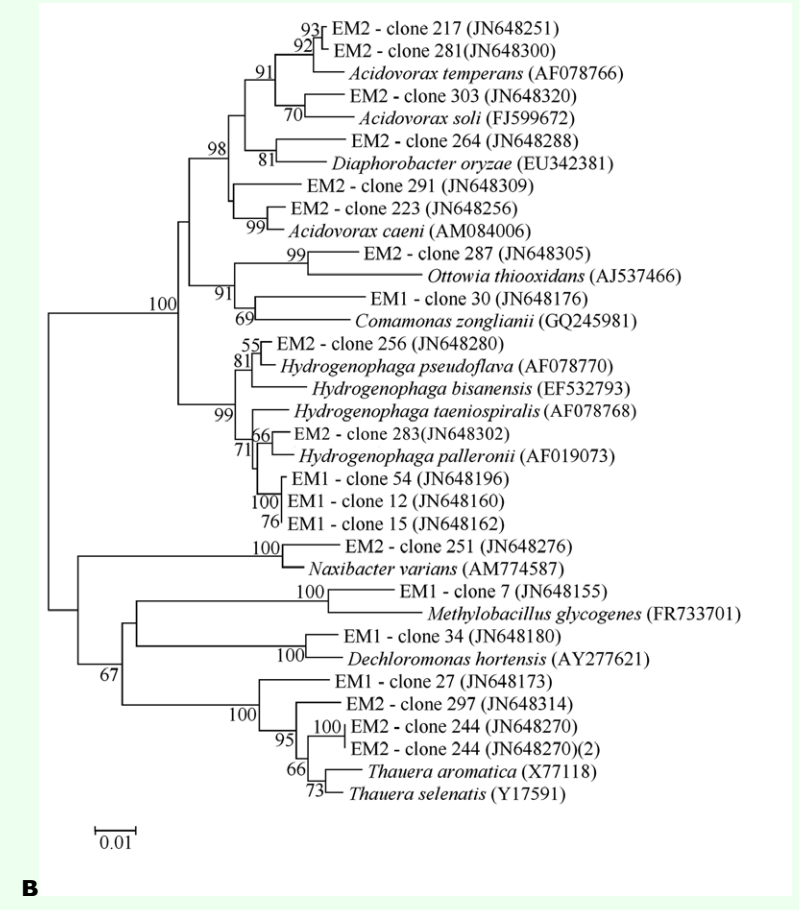 93 EM2 - clone 217 (JN648251)
92 EM2 - clone 281(JN648300)
91 Acidovorax temperans (AF078766)
EM2 - clone 303 (JN648320)
70 Acidovorax soli (FJ599672)
EM2 - clone 264 (JN648288)
98 81 Diaphorobacter oryzae (EU342381)
EM2 - clone 291 (JN648309)
EM2 - clone 223 (JN648256)
99 Acidovorax caeni (AM084006)
99 EM2 - clone 287 (JN648305)
Ottowia thiooxidans (AJ537466)
100 91 EM1 - clone 30 (JN648176)
69 Comamonas zonglianii (GQ245981)
55 EM2 - clone 256 (JN648280)
81 Hydrogenophaga pseudoflava (AF078770)
Hydrogenophaga bisanensis (EF532793)
99 Hydrogenophaga taeniospiralis (AF078768)
66 EM2 - clone 283(JN648302)
71 Hydrogenophaga palleronii (AF019073)
EM1 - clone 54 (JN648196)
100 EM1 - clone 12 (JN648160)
76 EM1 - clone 15 (JN648162)
100 EM2 - clone 251 (JN648276)
Naxibacter varians (AM774587)
100 EM1 - clone 7 (JN648155)
Methylobacillus glycogenes (FR733701)
EM1 - clone 34 (JN648180)
100 Dechloromonas hortensis (AY277621)
67 EM1 - clone 27 (JN648173)
100 EM2 - clone 297 (JN648314)
100 EM2 - clone 244 (JN648270)
95 EM2 - clone 244 (JN648270)(2)
66 Thauera aromatica (X77118)
73 Thauera selenatis (Y17591)
0.01
B